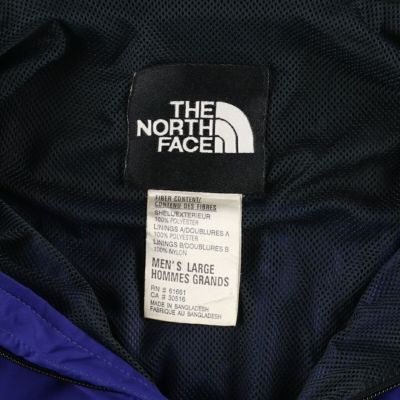 THE
NORTH
FACE
FIBER CONTENT/
CONTENU DES FIBRES
SHELL/EXTERIEUR
100% POLYESTER
LININGS A/DOUBLURES A
100% POLYESTER
LININGS B/DOUBLURES B
100% NYLON
MEN'S LARGE
HOMMES GRANDS
RN # 61661
CA # 30516
MADE IN BANGLADESH
FABRIQUE AU BANGLADESH